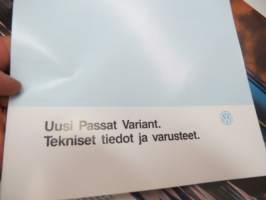 Uusi Passat Variant.
Tekniset tiedot ja varusteet.